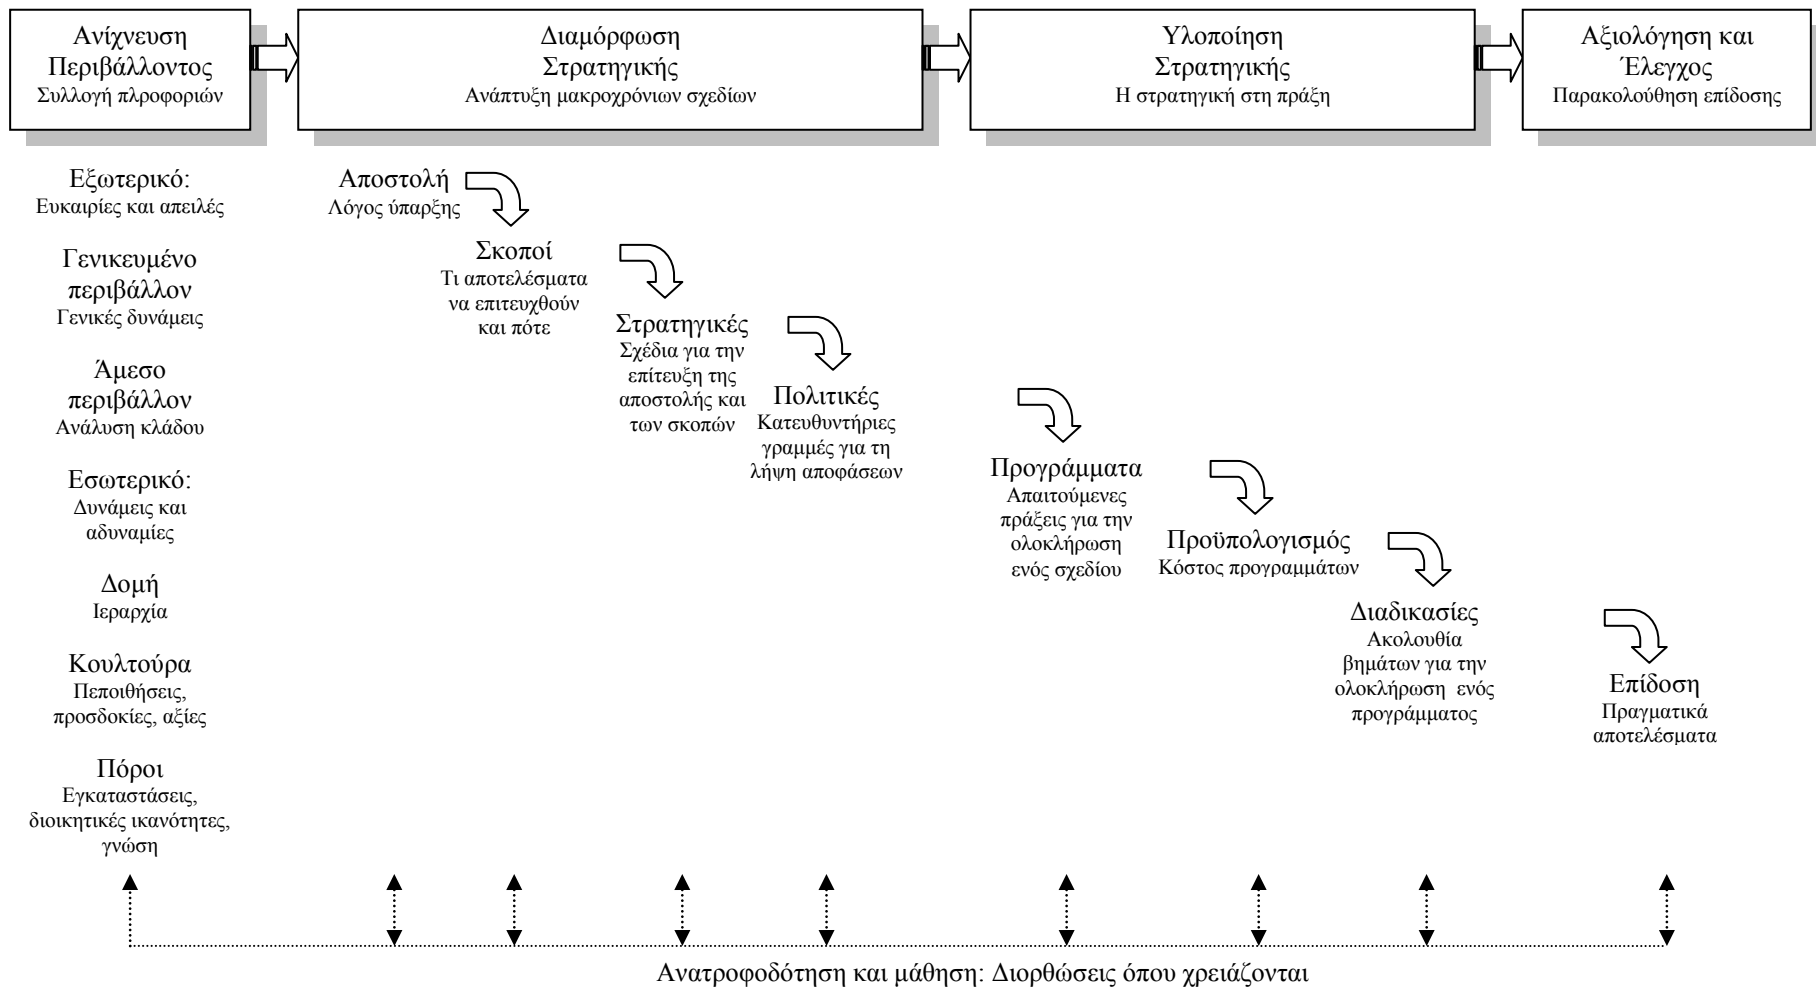 Ανίχνευση
Περιβάλλοντος
Συλλογή πλροφοριών
Διαμόρφωση
Στρατηγικής
Ανάπτυξη μακροχρόνιων σχεδίων
Υλοποίηση
Στρατηγικής
Η στρατηγική στη πράξη
Αξιολόγηση και
Έλεγχος
Παρακολούθηση επίδοσης
Εξωτερικό:
Ευκαιρίες και απειλές
Γενικευμένο
περιβάλλον
Γενικές δυνάμεις
Άμεσο
περιβάλλον
Ανάλυση κλάδου
Εσωτερικό:
Δυνάμεις και
αδυναμίες
Δομή
Ιεραρχία
Κουλτούρα
Πεποιθήσεις,
προσδοκίες, αξίες
Πόροι
Εγκαταστάσεις,
διοικητικές ικανότητες,
γνώση
Αποστολή
Λόγος ύπαρξης
Σκοποί
Τι αποτελέσματα
να επιτευχθούν
και πότε
Στρατηγικές
Σχέδια για την
επίτευξη της
αποστολής και
των σκοπών
Πολιτικές
Κατευθυντήριες
γραμμές για τη
λήψη αποφάσεων
Προγράμματα
Απαιτούμενες
πράξεις για την
ολοκλήρωση
ενός σχεδίου
Προϋπολογισμός
Κόστος προγραμμάτων
Διαδικασίες
Ακολουθία
βημάτων για την
ολοκλήρωση ενός
προγράμματος
Επίδοση
Πραγματικά
αποτελέσματα
Ανατροφοδότηση και μάθηση: Διορθώσεις όπου χρειάζονται